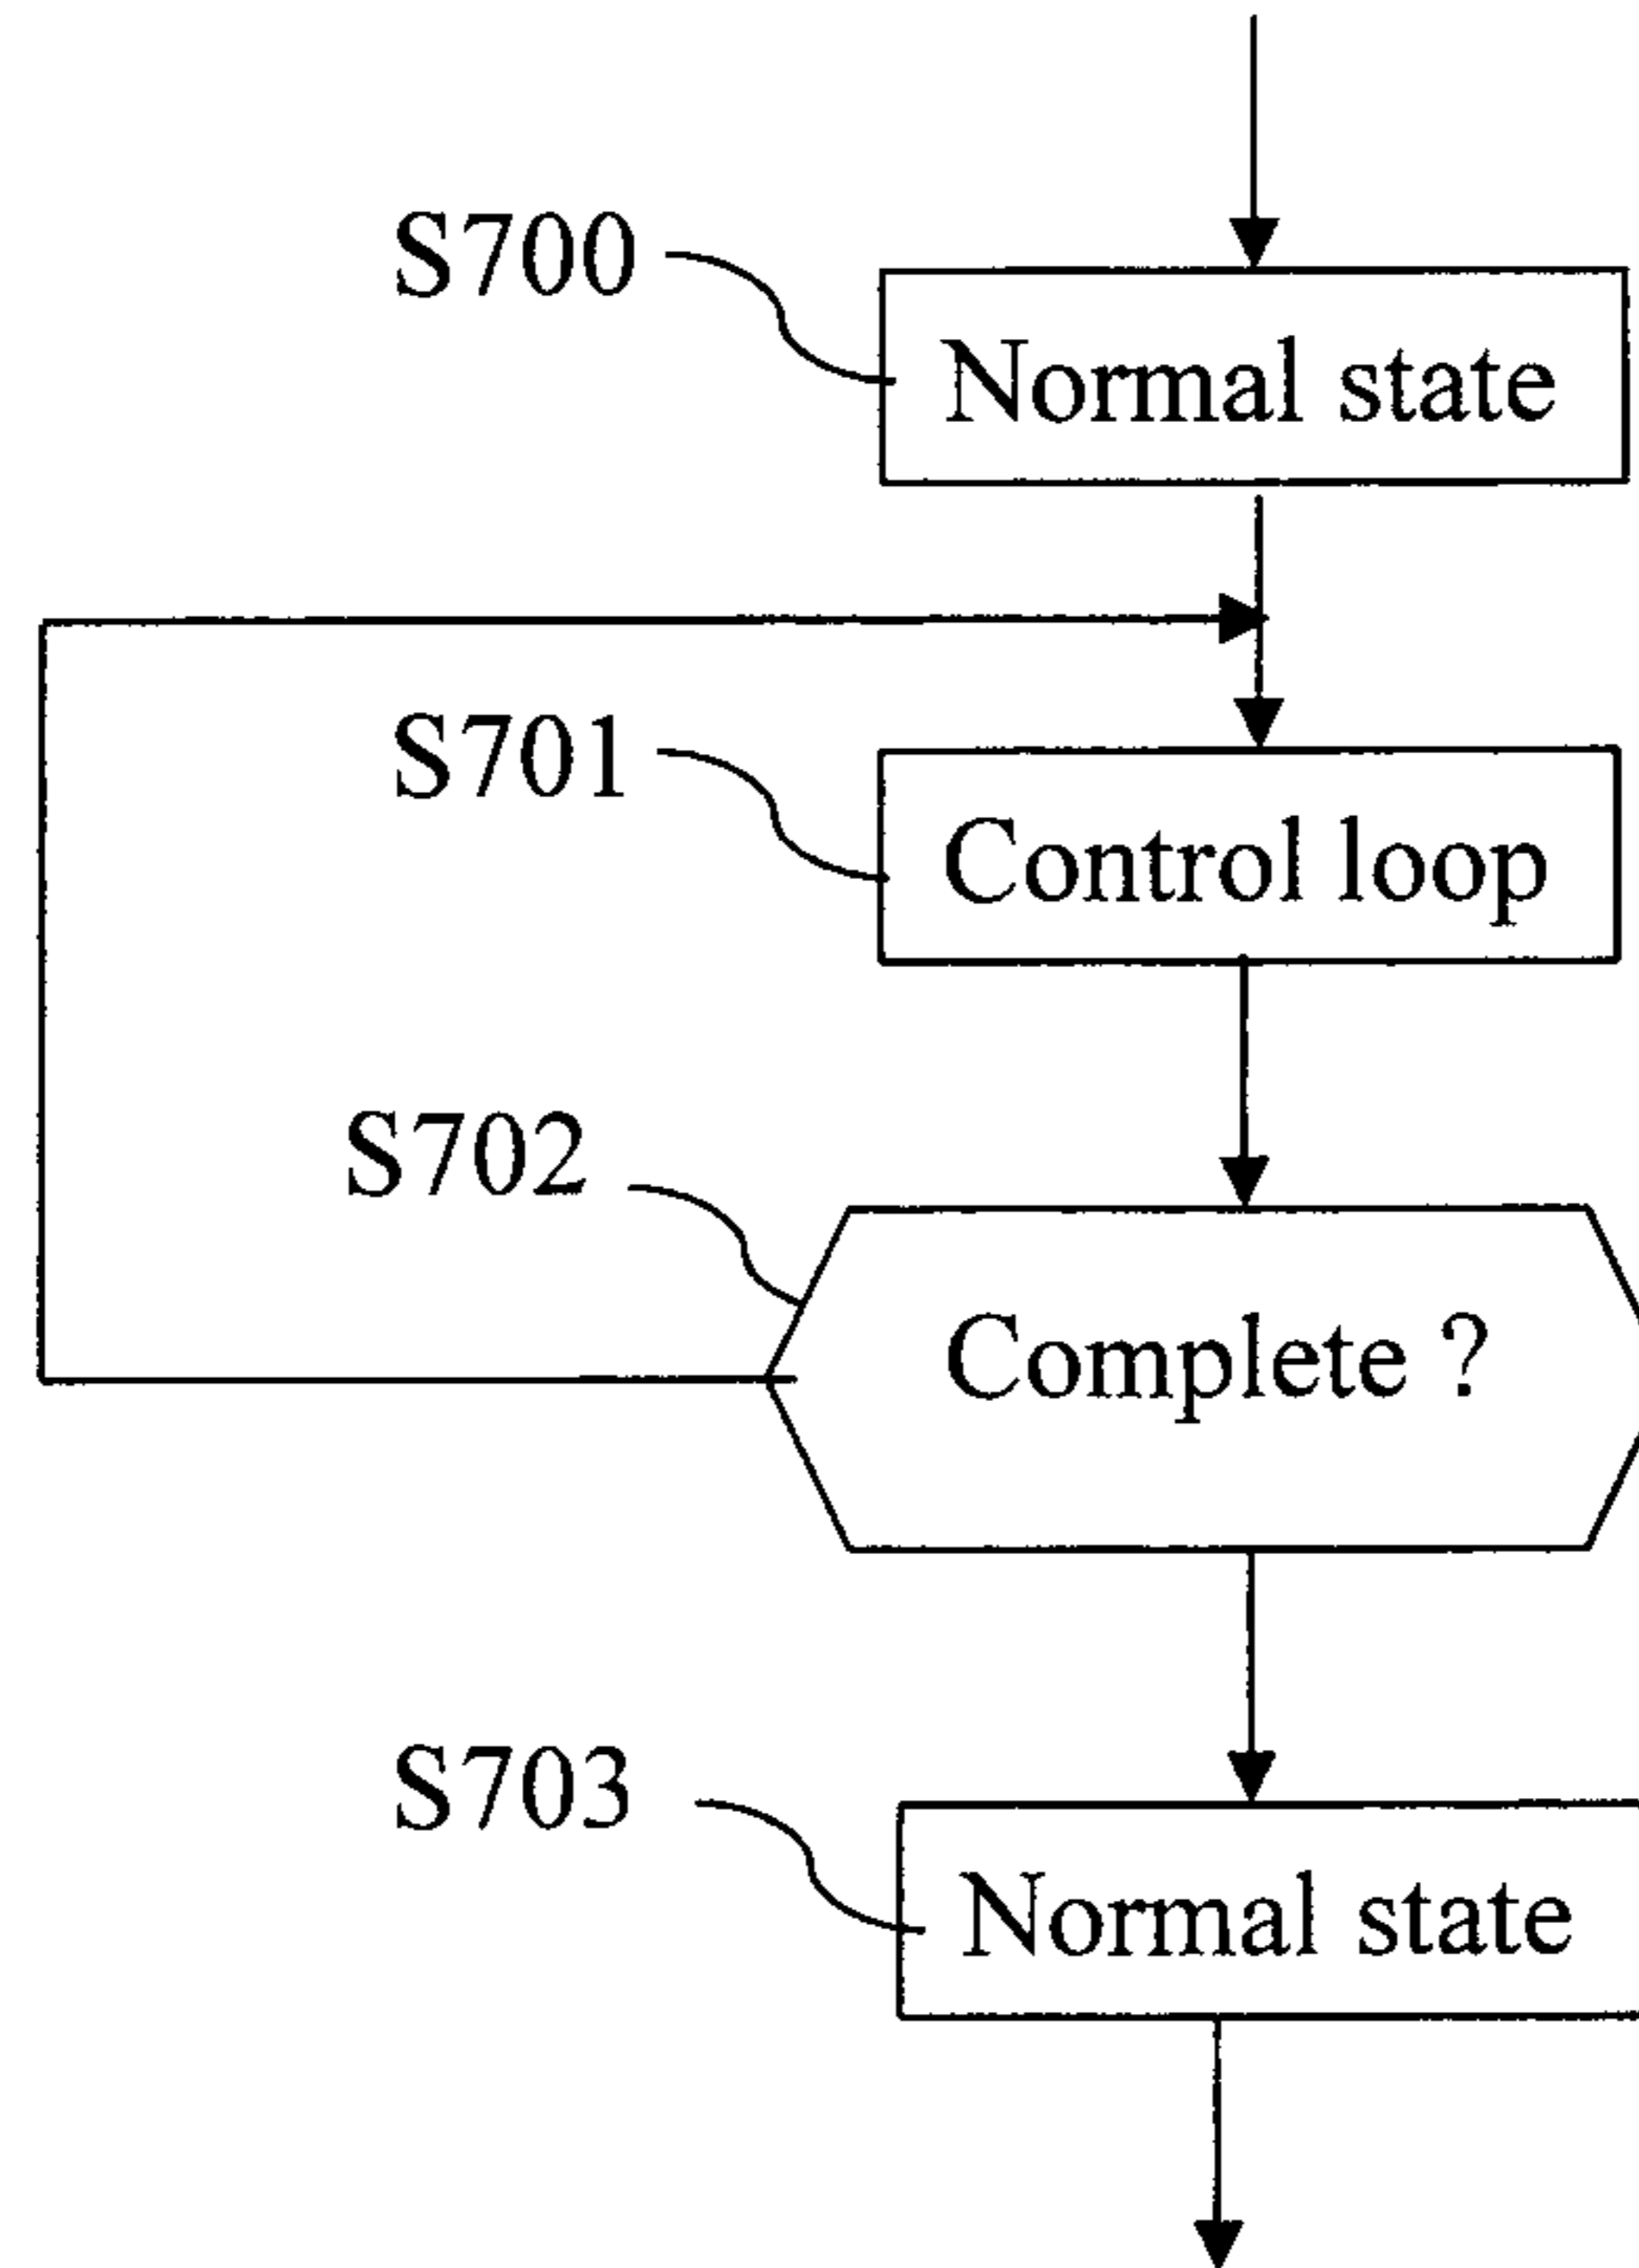 S700
Normal state
S701
Control loop
S702
Complete ?
S703
Normal state